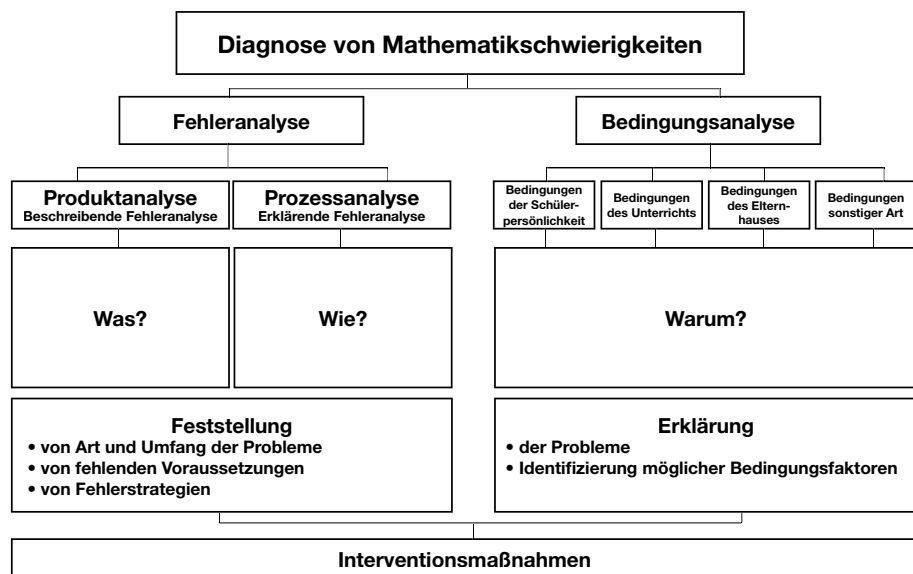 Diagnose von Mathematikschwierigkeiten
Fehleranalyse
Bedingungsanalyse
Produktanalyse
Beschreibende Fehleranalyse
Prozessanalyse
Erklärende Fehleranalyse
Bedingungen
der Schüler-
persönlichkeit
Bedingungen
des Unterrichts
Bedingungen
des Eltern-
hauses
Bedingungen
sonstiger Art
Was?
Wie?
Warum?
Feststellung
• von Art und Umfang der Probleme
• von fehlenden Voraussetzungen
• von Fehlerstrategien
Erklärung
• der Probleme
• Identifizierung möglicher Bedingungsfaktoren
Interventionsmaßnahmen